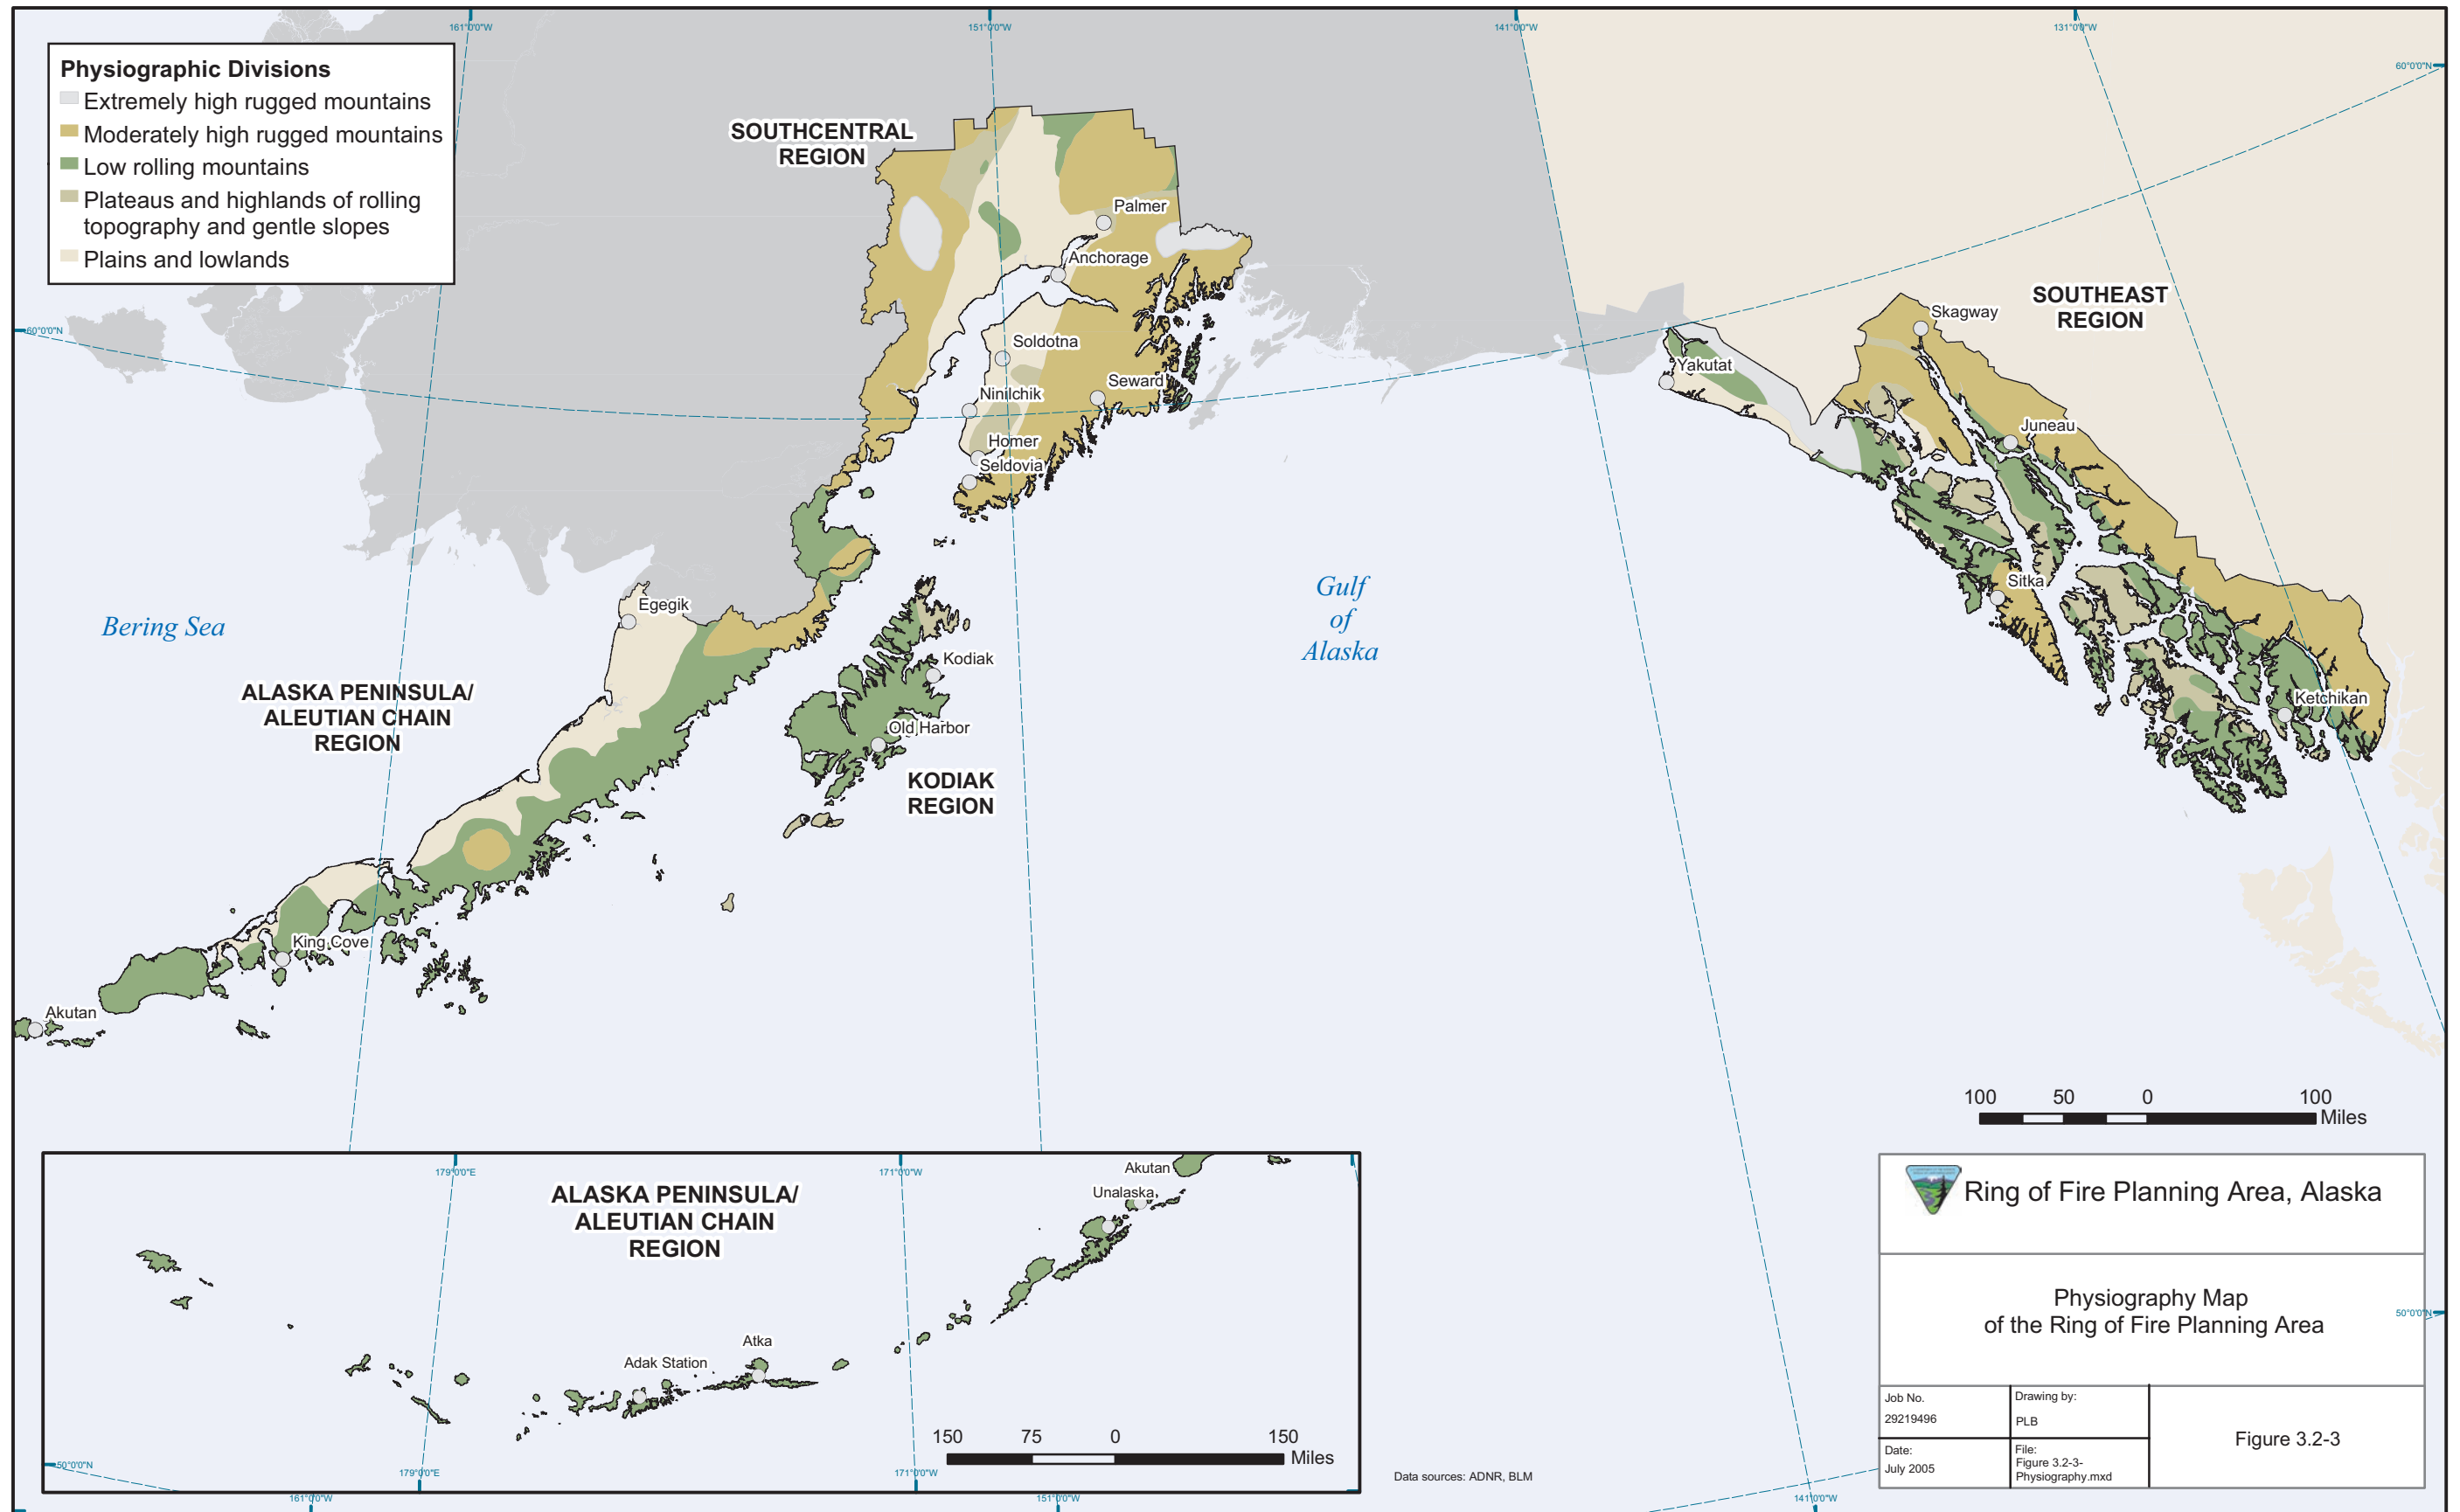 161°0'0"W
151°0'0"W
141°0'0"W
131°0'0"W
60°0'0"N
Physiographic Divisions
Extremely high rugged mountains
Moderately high rugged mountains
Low rolling mountains
Plateaus and highlands of rolling
topography and gentle slopes
Plains and lowlands
SOUTHCENTRAL
REGION
Palmer
Anchorage
60°0'0"N
Soldotna
Ninilchik
Seward
Homer
Seldovia
SOUTHEAST
REGION
Skagway
Yakutat
Juneau
Sitka
Ketchikan
Gulf
of
Alaska
Bering Sea
Egegik
ALASKA PENINSULA/
ALEUTIAN CHAIN
REGION
Kodiak
Old Harbor
KODIAK
REGION
King Cove
Akutan
100 50 0 100
Miles
179°0'0"E
171°0'0"W
ALASKA PENINSULA/
ALEUTIAN CHAIN
REGION
Akutan
Unalaska
Atka
Adak Station
150 75 0 150
Miles
50°0'0"N
179°0'0"E
171°0'0"W
161°0'0"W
151°0'0"W
141°0'0"W
50°0'0"N
Data sources: ADNR, BLM
Ring of Fire Planning Area, Alaska
Physiography Map
of the Ring of Fire Planning Area
Job No.
29219496
Drawing by:
PLB
Date:
July 2005
File:
Figure 3.2-3-
Physiography.mxd
Figure 3.2-3